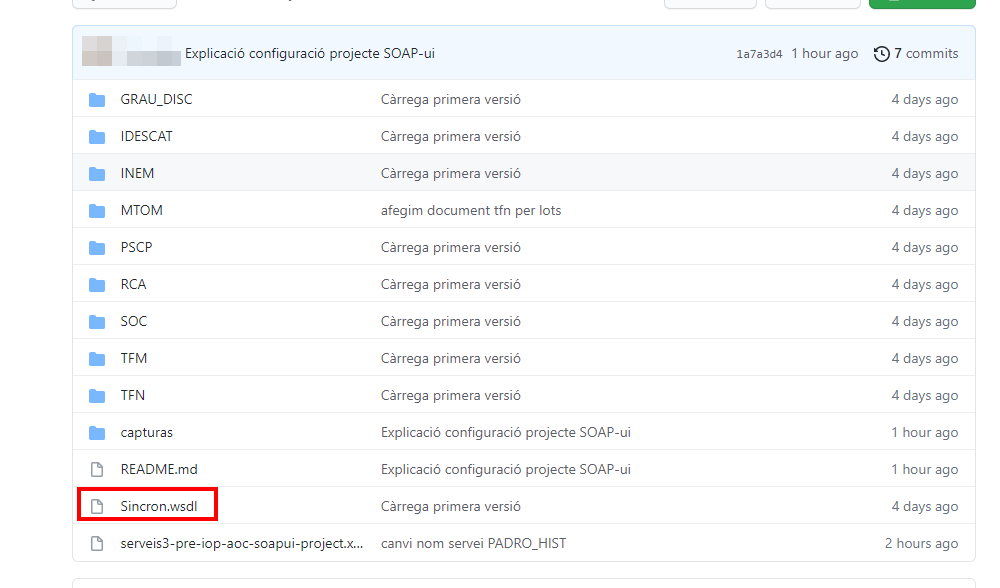 Explicació configuració projecte SOAP-ui 1a7a3d4 1 hour ago 7 commits
GRAU_DISC Càrrega primera versió 4 days ago
IDESCAT Càrrega primera versió 4 days ago
INEM Càrrega primera versió 4 days ago
MTOM afegim document tfn per lots 4 days ago
PSCP Càrrega primera versió 4 days ago
RCA Càrrega primera versió 4 days ago
SOC Càrrega primera versió 4 days ago
TFM Càrrega primera versió 4 days ago
TFN Càrrega primera versió 4 days ago
capturas Explicació configuració projecte SOAP-ui 1 hour ago
README.md Explicació configuració projecte SOAP-ui 1 hour ago
Sincron.wsdl Càrrega primera versió 4 days ago
serveis3-pre-iop-aoc-soapui-project.x... canvi nom servei PADRO_HIST 2 hours ago